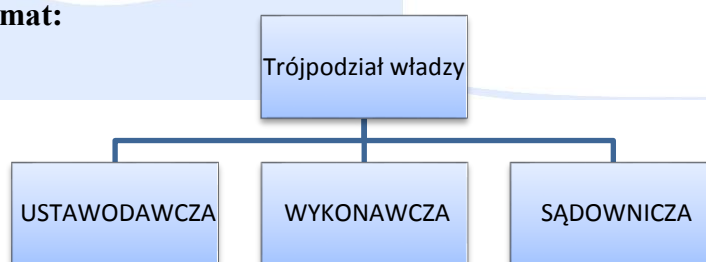 mat:
Trójpodział władzy
USTAWODAWCZA
WYKONAWCZA
SĄDOWNICZA